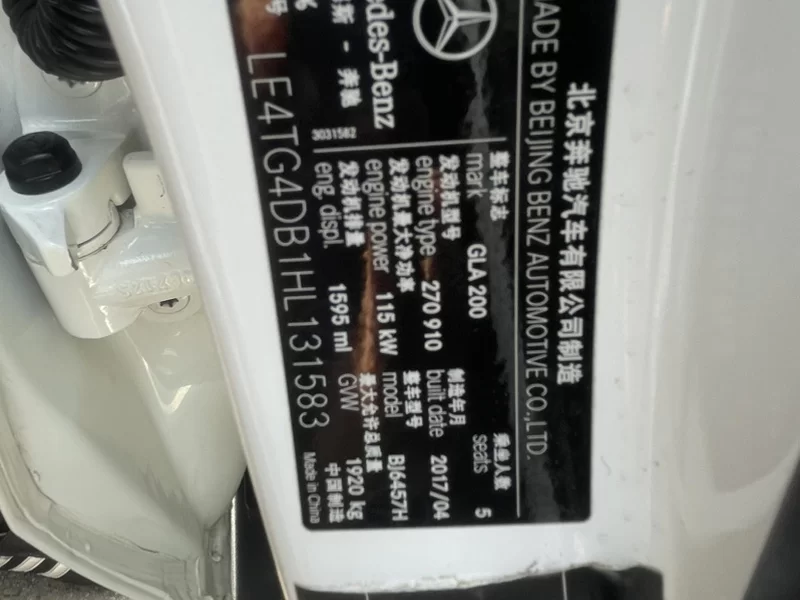 北京奔驰汽车有限公司制造
MADE BY BEIJING BENZ AUTOMOTIVE CO.,LTD.
整车标志
mark GLA 200
乘坐人数
seats 5
发动机型号
engine type 270 910
制造年月
built date 2017/04
发动机最大净功率
engine power 115 kW
整车型号
model BJ6457H
发动机排量
eng. displ. 1595 ml
最大允许总质量
GVW 1920 kg
des-Benz
斯 - 奔驰
3031582
号
LE4TG4DB1HL131583
中国制造
Made in China